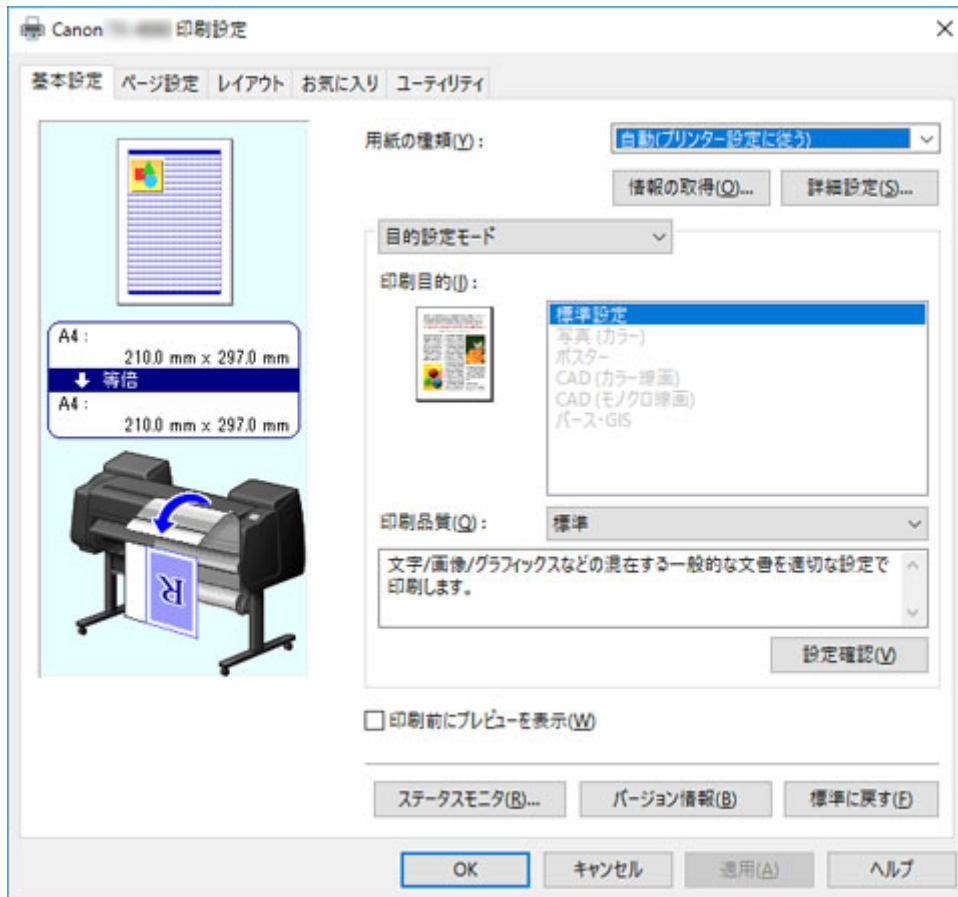 Canon 印刷設定
基本設定 ページ設定 レイアウト お気に入り ユーティリティ
A4 :
210.0 mm x 297.0 mm
等倍
A4 :
210.0 mm x 297.0 mm
R
用紙の種類(Y) :
自動(プリンター設定に従う)
情報の取得(O)...
詳細設定(S)...
目的設定モード
印刷目的(I) :
標準設定
写真 (カラー)
ポスター
CAD (カラー線画)
CAD (モノクロ線画)
パース・GIS
印刷品質(Q) :
標準
文字/画像/グラフィックスなどの混在する一般的な文書を適切な設定で
印刷します。
設定確認(V)
印刷前にプレビューを表示(W)
ステータスモニタ(R)...
バージョン情報(B)
標準に戻す(F)
OK
キャンセル
適用(A)
ヘルプ